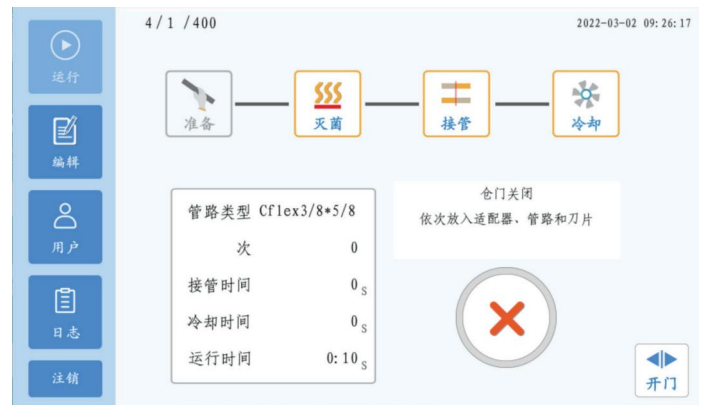 4/1 /400
2022-03-02 09:26:17
运行
编辑
用户
日志
注销
准备
灭菌
接管
冷却
管路类型 Cflex3/8*5/8
次 0
接管时间 0 s
冷却时间 0 s
运行时间 0:10 s
仓门关闭
依次放入适配器、管路和刀片
开门